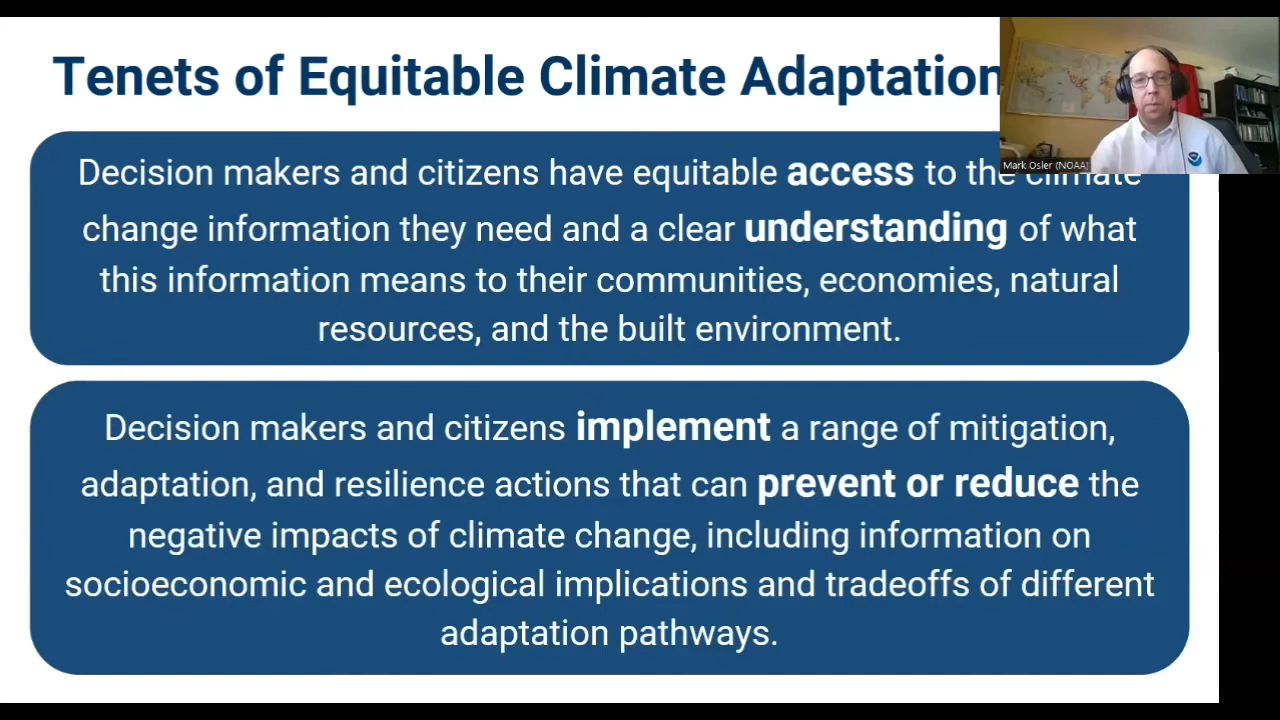 Tenets of Equitable Climate Adaptation
Mark Osler (NOAA)
Decision makers and citizens have equitable access to the climate
change information they need and a clear understanding of what
this information means to their communities, economies, natural
resources, and the built environment.
Decision makers and citizens implement a range of mitigation,
adaptation, and resilience actions that can prevent or reduce the
negative impacts of climate change, including information on
socioeconomic and ecological implications and tradeoffs of different
adaptation pathways.